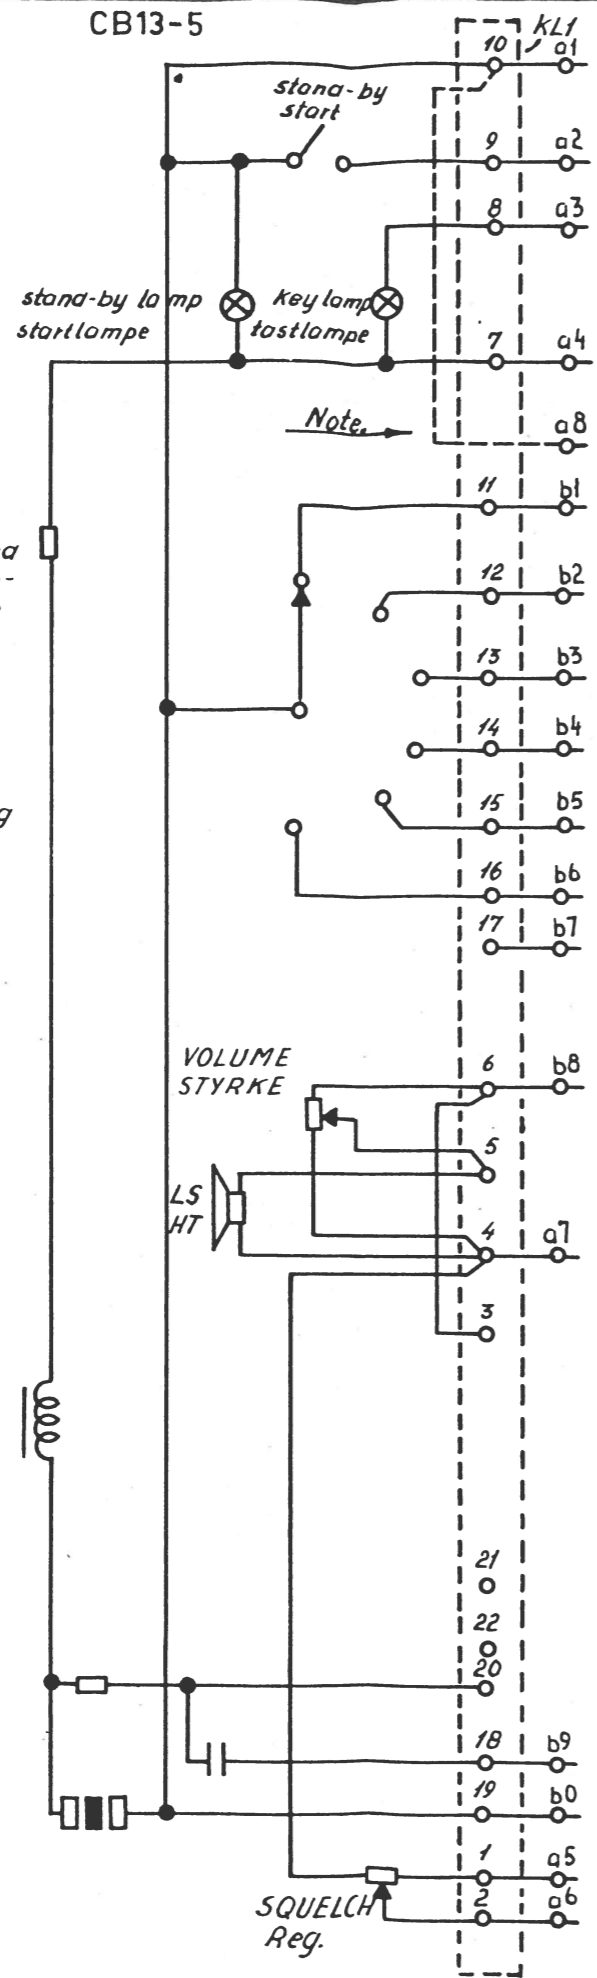 CB13-5
KL1
10 a1
stand-by
start
9 a2
8 a3
stand-by lamp
startlampe
key lamp
tastlampe
7 a4
Note.
a8
11 b1
a
-
12 b2
13 b3
14 b4
15 b5
g
16 b6
17 b7
VOLUME
STYRKE
6 b8
5
LS
HT
4 a7
3
21
22
20
18 b9
19 b0
1 a5
2 a6
SQUELCH
Reg.